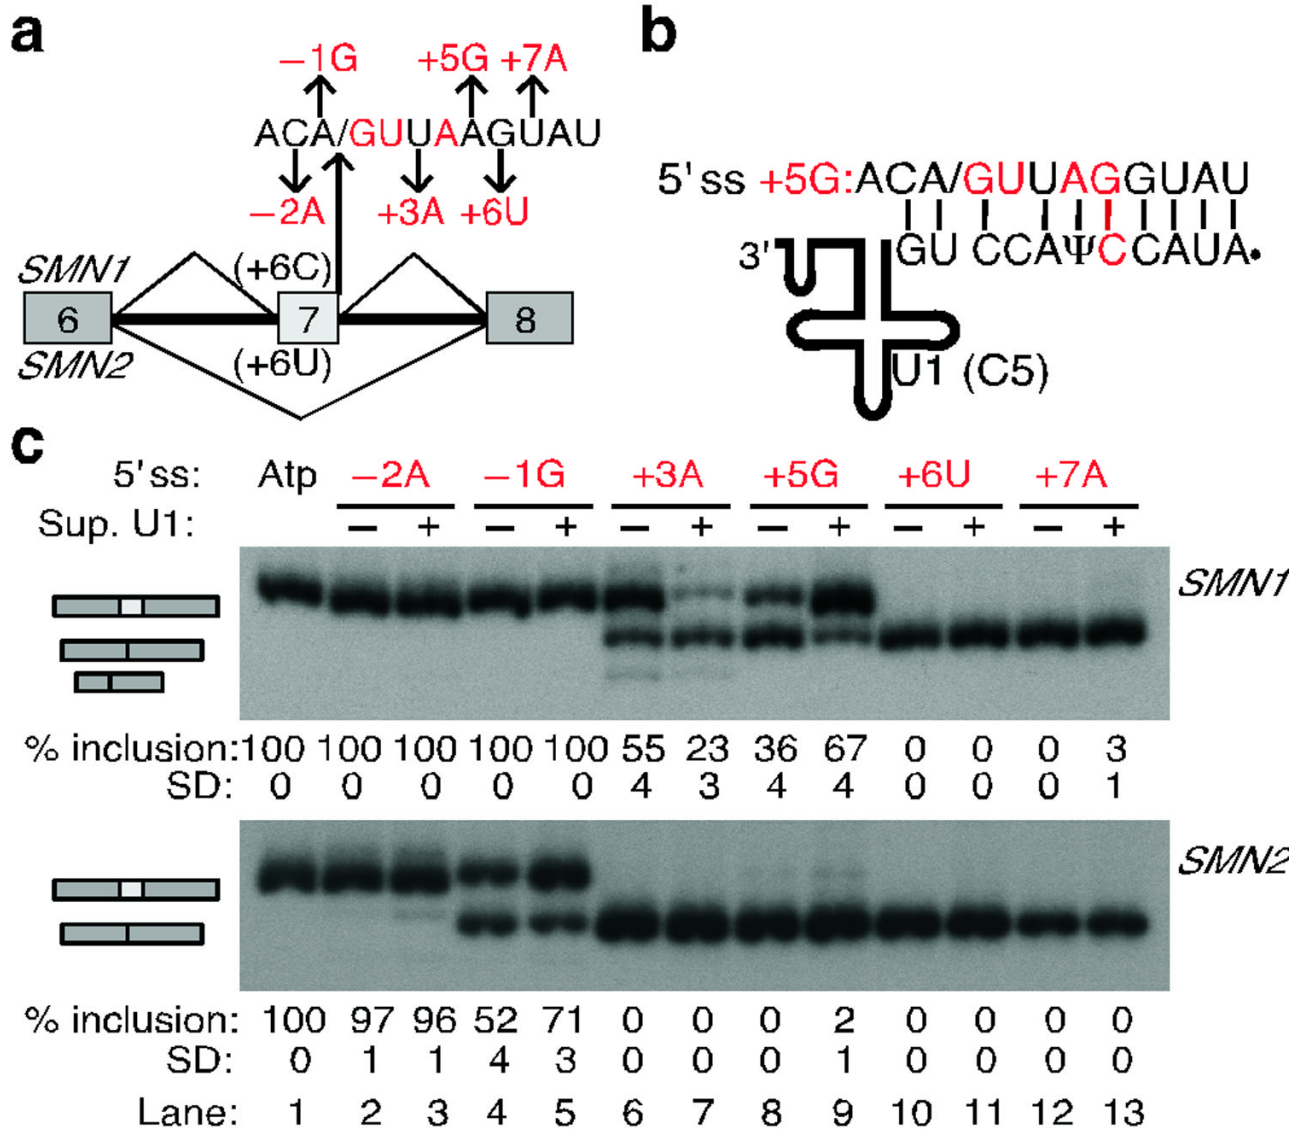 a
−1G +5G +7A
ACA/GUUAAGUAU
−2A +3A +6U
SMN1 (+6C)
6 7 8
SMN2 (+6U)
b
5'ss +5G:ACA/GUUAGGUAU
3' GUCCAΨCCAUA•
U1 (C5)
c
5'ss: Atp −2A −1G +3A +5G +6U +7A
Sup. U1: − + − + − + − + − + − +
SMN1
% inclusion: 100 100 100 100 100 55 23 36 67 0 0 0 3
SD: 0 0 0 0 0 4 3 4 4 0 0 0 1
SMN2
% inclusion: 100 97 96 52 71 0 0 0 2 0 0 0 0
SD: 0 1 1 4 3 0 0 0 1 0 0 0 0
Lane: 1 2 3 4 5 6 7 8 9 10 11 12 13